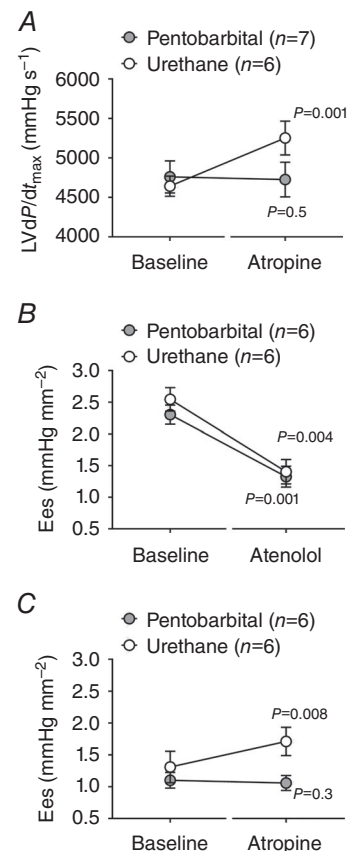 A
Pentobarbital (n=7)
Urethane (n=6)
LVdP/dtmax (mmHg s−1)
6000
5500
5000
4500
4000
P=0.001
P=0.5
Baseline Atropine
B
Pentobarbital (n=6)
Urethane (n=6)
Ees (mmHg mm−2)
3.0
2.5
2.0
1.5
1.0
0.5
P=0.004
P=0.001
Baseline Atenolol
C
Pentobarbital (n=6)
Urethane (n=6)
Ees (mmHg mm−2)
3.0
2.5
2.0
1.5
1.0
0.5
P=0.008
P=0.3
Baseline Atropine